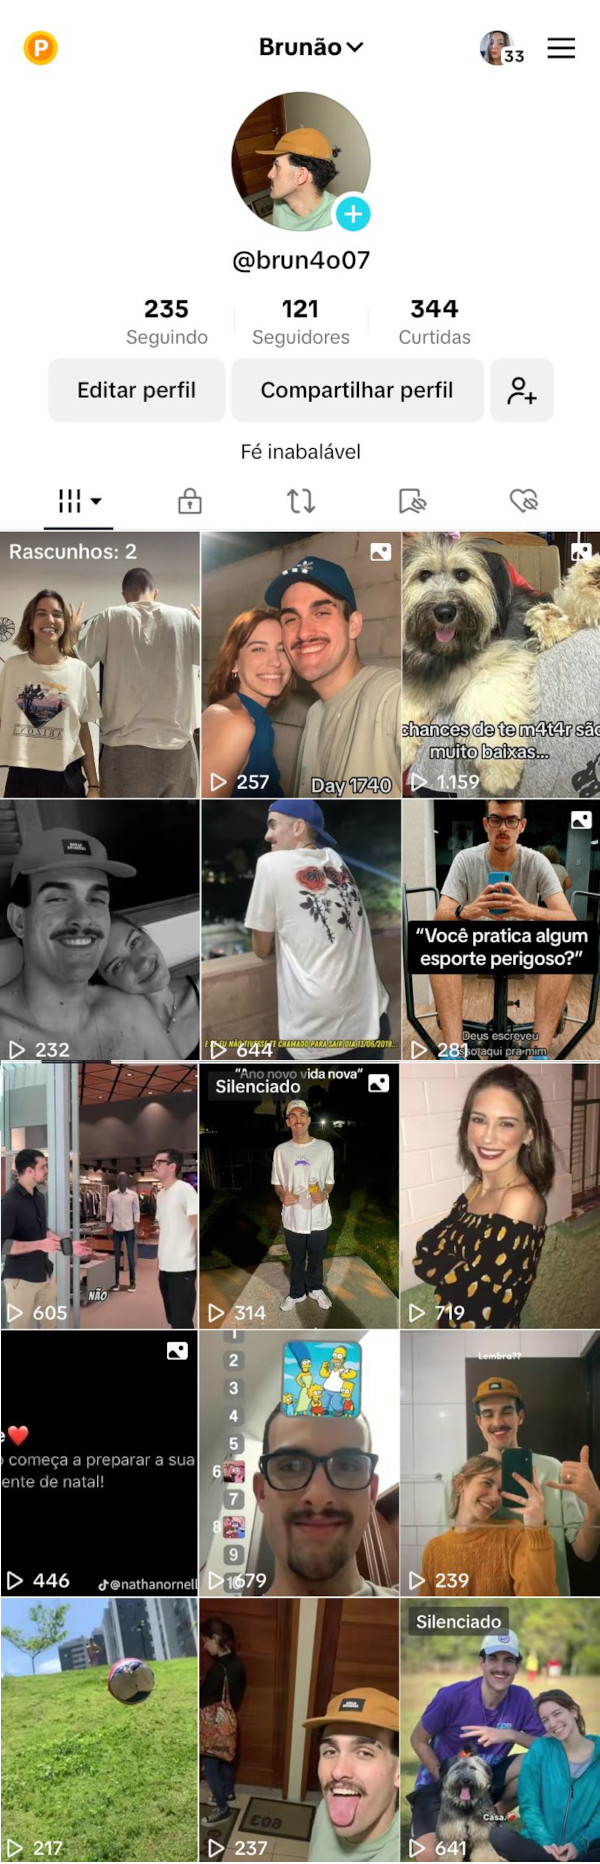 P
Brunão
33
@brun4o07
235
Seguindo
121
Seguidores
344
Curtidas
Editar perfil
Compartilhar perfil
Fé inabalável
Rascunhos: 2
257
Day 1740
chances de te m4t4r são
muito baixas...
1.159
232
E SE EU NÃO TIVESSE TE CHAMADO PARA SAIR DIA 13/06/2019...
644
“Você pratica algum
esporte perigoso?”
Deus escreveu
isso aqui pra mim
281
NÃO
605
“Ano novo vida nova”
Silenciado
314
719
e❤️
o começa a preparar a sua
ente de natal!
446
@nathanornell
1
2
3
4
5
6
7
8
9
10
679
Lembra??
239
217
603
237
Silenciado
Casa.
641